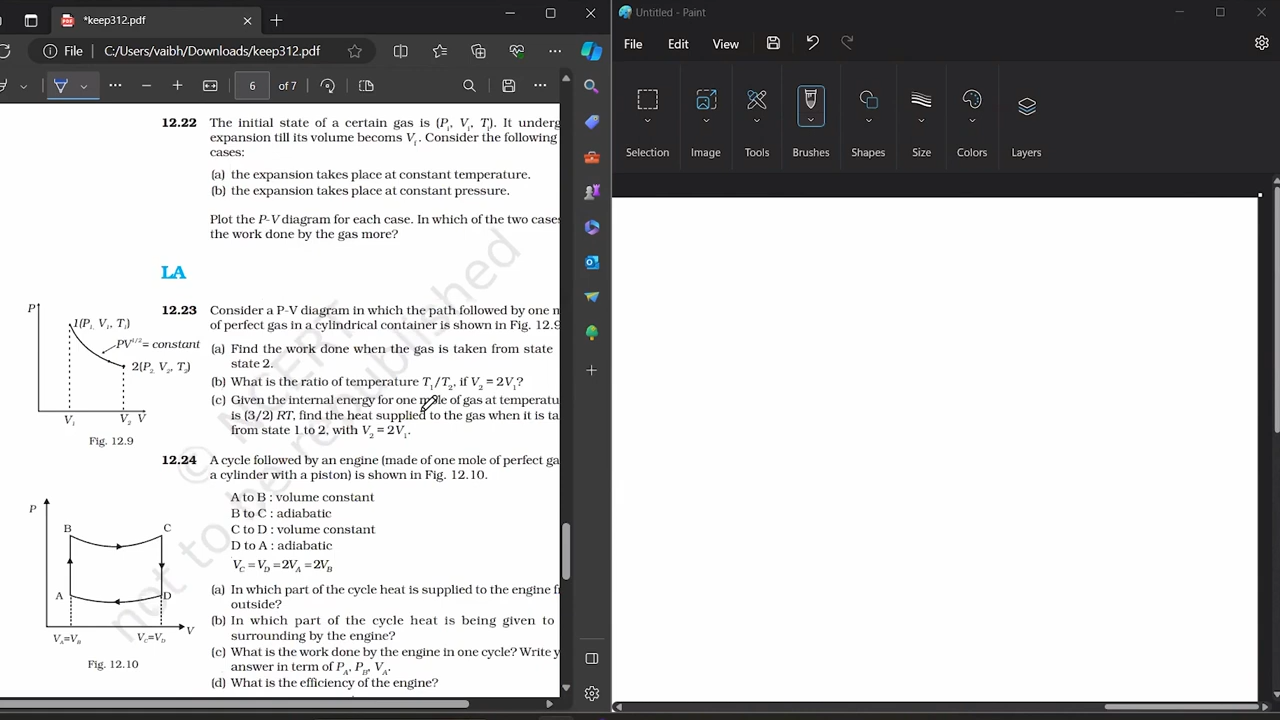 *keep312.pdf
File
C:/Users/vaibh/Downloads/keep312.pdf
6
of 7
12.22 The initial state of a certain gas is (Pi, Vi, Ti). It underg
expansion till its volume becoms Vf. Consider the following
cases:
(a) the expansion takes place at constant temperature.
(b) the expansion takes place at constant pressure.
Plot the P-V diagram for each case. In which of the two cases
the work done by the gas more?
LA
P
1(P1, V1, T1)
PV^1/2= constant
2(P2, V2, T2)
V1 V2 V
Fig. 12.9
12.23 Consider a P-V diagram in which the path followed by one m
of perfect gas in a cylindrical container is shown in Fig. 12.9
(a) Find the work done when the gas is taken from state
state 2.
(b) What is the ratio of temperature T1/T2, if V2 = 2V1?
(c) Given the internal energy for one mole of gas at temperatu
is (3/2) RT, find the heat supplied to the gas when it is ta
from state 1 to 2, with V2 = 2V1.
12.24 A cycle followed by an engine (made of one mole of perfect ga
a cylinder with a piston) is shown in Fig. 12.10.
A to B : volume constant
B to C : adiabatic
C to D : volume constant
D to A : adiabatic
VC = VD = 2VA = 2VB
P
B C
A D
V
VA=VB VC=VD
Fig. 12.10
(a) In which part of the cycle heat is supplied to the engine f
outside?
(b) In which part of the cycle heat is being given to
surrounding by the engine?
(c) What is the work done by the engine in one cycle? Write y
answer in term of PA, PB, VA.
(d) What is the efficiency of the engine?
© NCERT
not to be republished
Untitled - Paint
File Edit View
Selection Image Tools Brushes Shapes Size Colors Layers